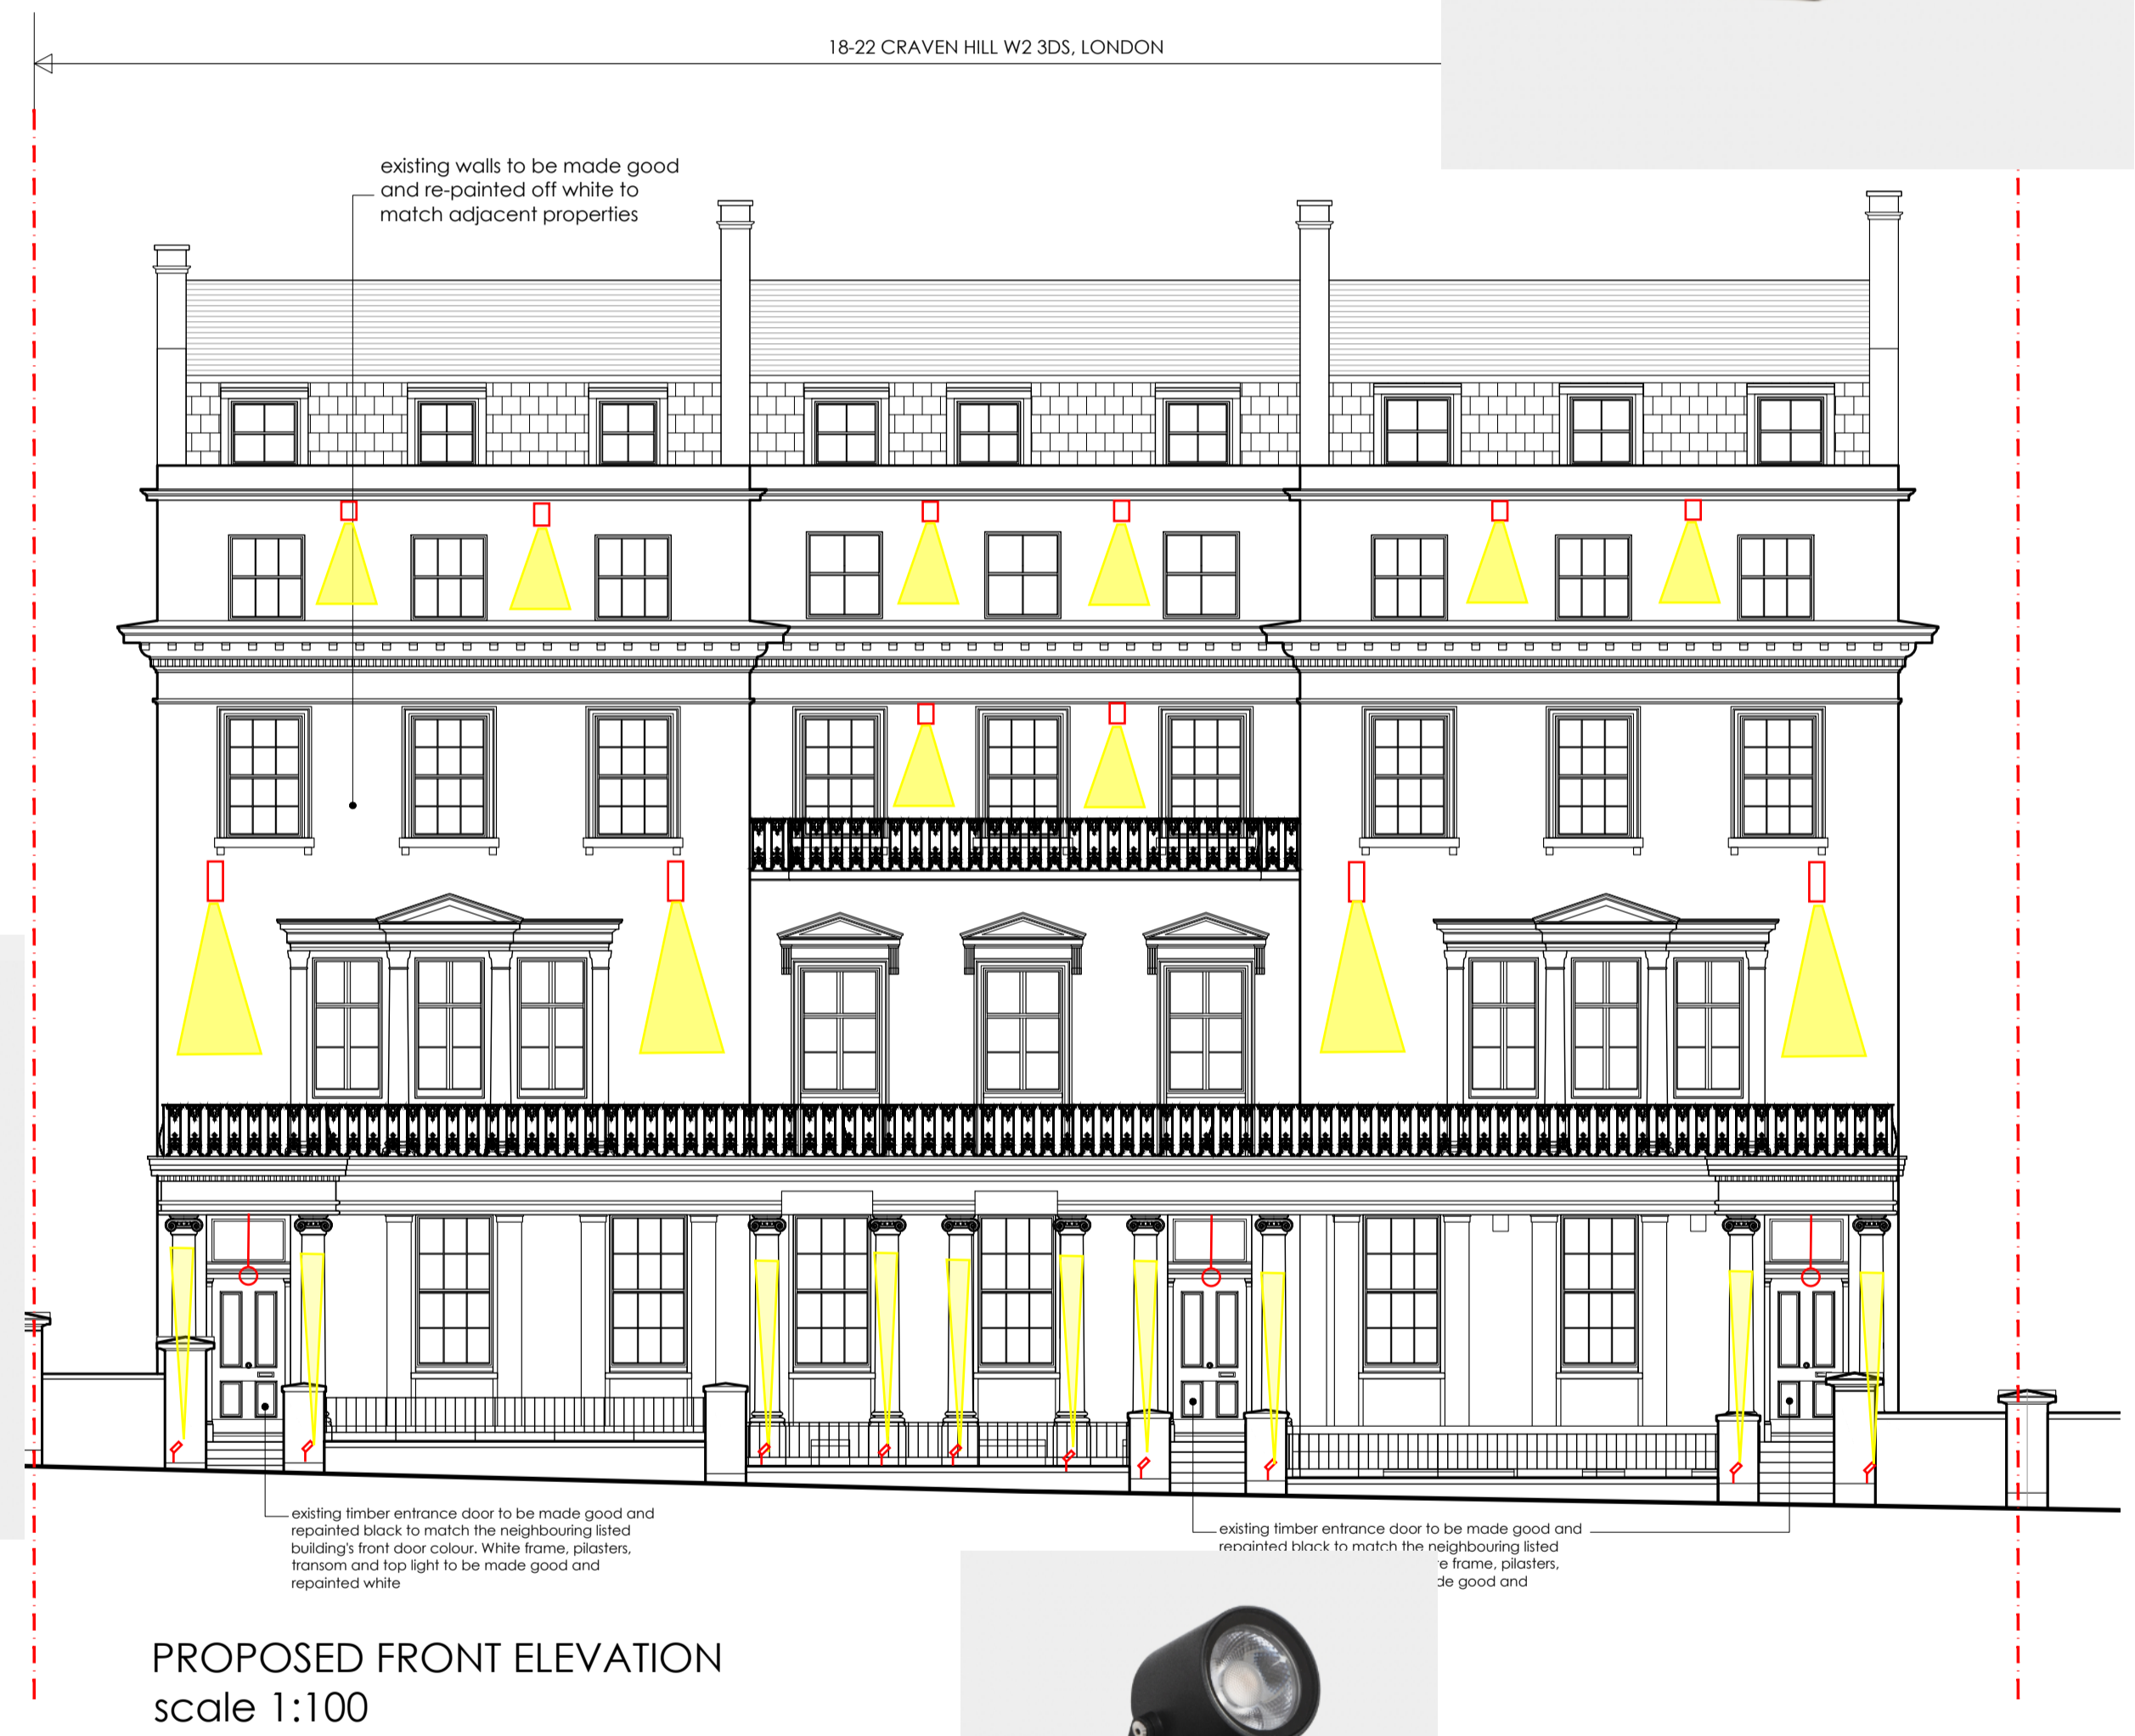 18-22 CRAVEN HILL W2 3DS, LONDON
existing walls to be made good
and re-painted off white to
match adjacent properties
existing timber entrance door to be made good and
repainted black to match the neighbouring listed
building's front door colour. White frame, pilasters,
transom and top light to be made good and
repainted white
existing timber entrance door to be made good and
repainted black to match the neighbouring listed
frame, pilasters,
good and
PROPOSED FRONT ELEVATION
scale 1:100